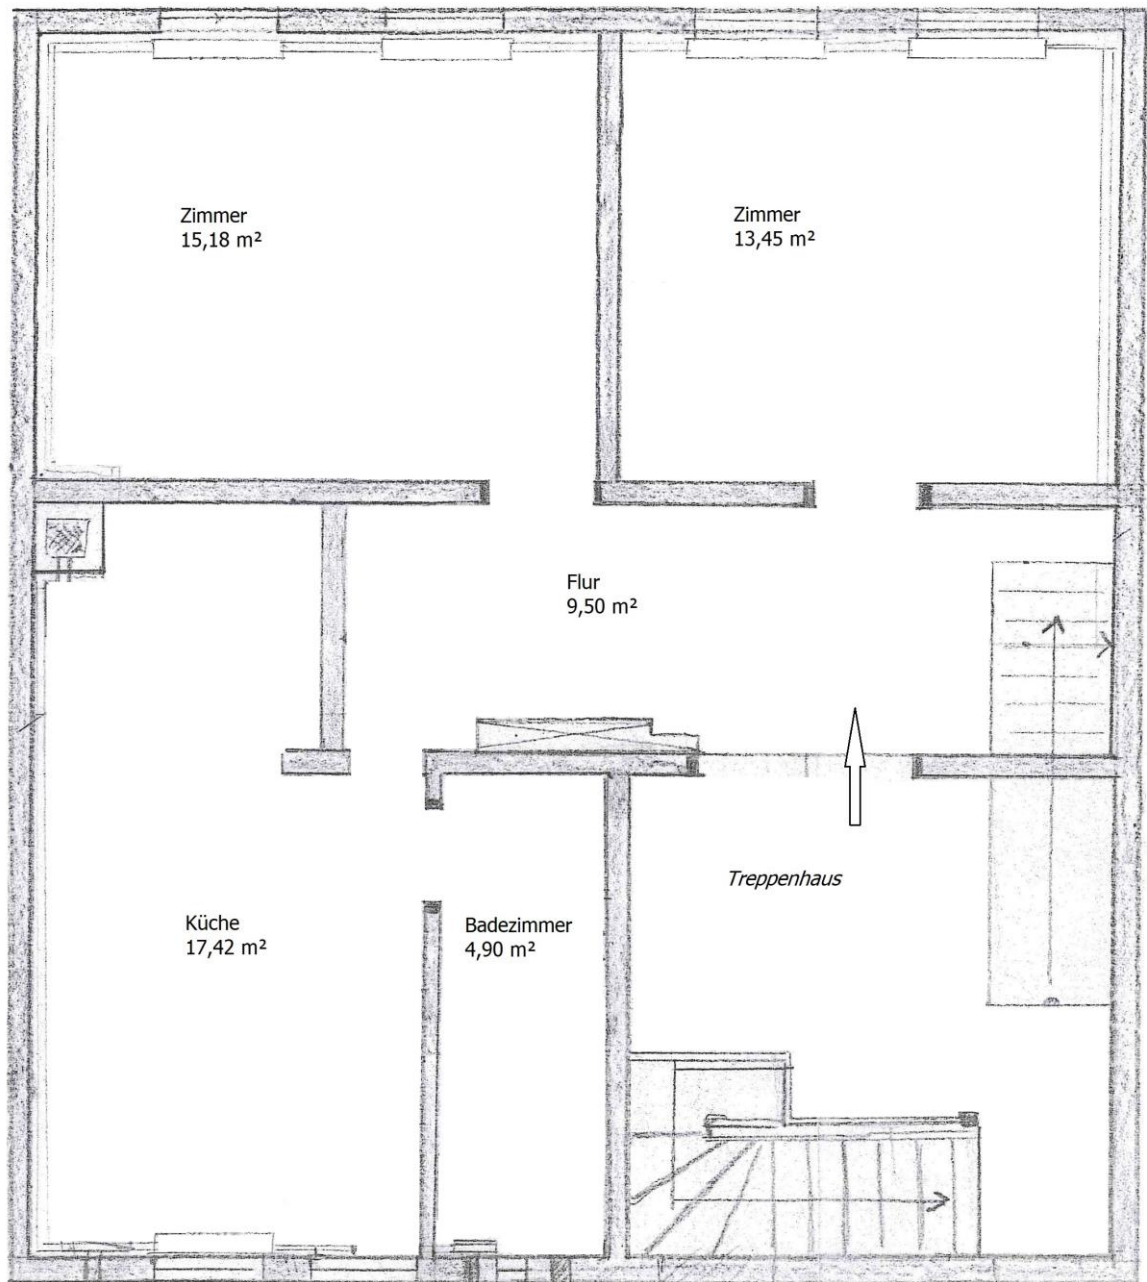 Zimmer
15,18 m²
Zimmer
13,45 m²
Flur
9,50 m²
Treppenhaus
Küche
17,42 m²
Badezimmer
4,90 m²